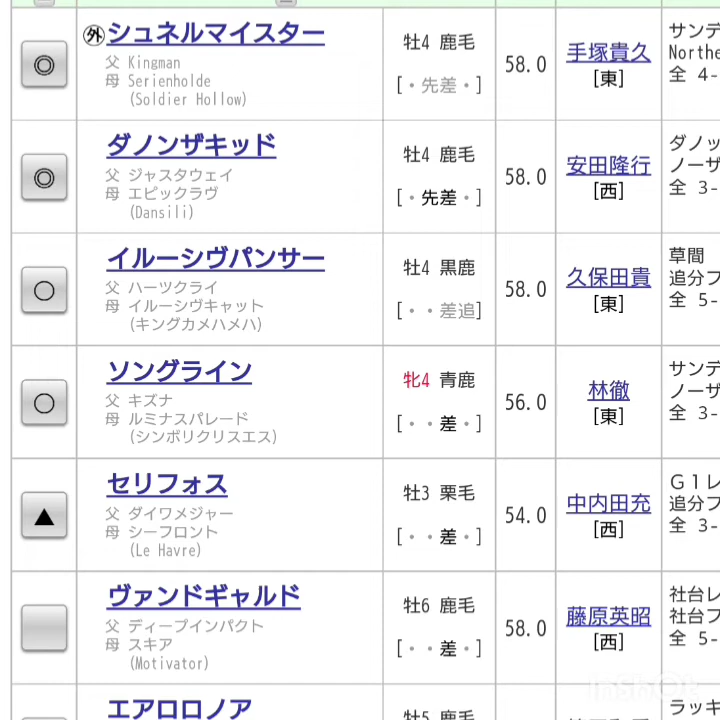 ◎
外 シュネルマイスター
父 Kingman
母 Serienholde
(Soldier Hollow)
牡4 鹿毛
[・先差・]
58.0
手塚貴久
[東]
サンデ
Northe
全 4-
◎
ダノンザキッド
父 ジャスタウェイ
母 エピックラヴ
(Dansili)
牡4 鹿毛
[・先差・]
58.0
安田隆行
[西]
ダノッ
ノーザ
全 3-
○
イルーシヴパンサー
父 ハーツクライ
母 イルーシヴキャット
(キングカメハメハ)
牡4 黒鹿
[・・差追]
58.0
久保田貴
[東]
草間
追分フ
全 5-
○
ソングライン
父 キズナ
母 ルミナスパレード
(シンボリクリスエス)
牝4 青鹿
[・・差・]
56.0
林徹
[東]
サンデ
ノーザ
全 3-
▲
セリフォス
父 ダイワメジャー
母 シーフロント
(Le Havre)
牡3 栗毛
[・・差・]
54.0
中内田充
[西]
G1レ
追分フ
全 3-
ヴァンドギャルド
父 ディープインパクト
母 スキア
(Motivator)
牡6 鹿毛
[・・差・]
58.0
藤原英昭
[西]
社台レ
社台フ
全 5-
エアロロノア
牡5 鹿毛
ラッキ
InShOt